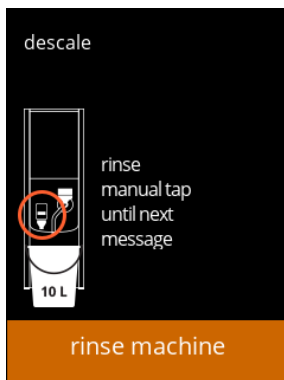 descale
rinse
manual tap
until next
message
10 L
rinse machine